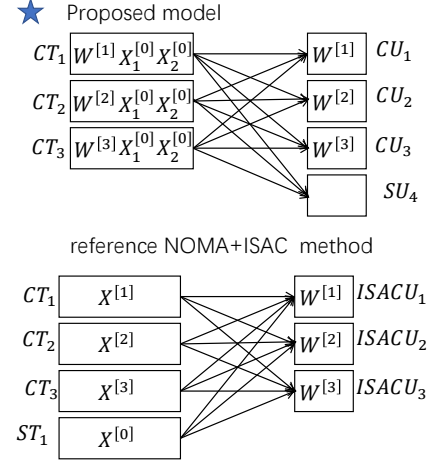 Proposed model
CT₁ W^[1] X₁^[0] X₂^[0] W^[1] CU₁
CT₂ W^[2] X₁^[0] X₂^[0] W^[2] CU₂
CT₃ W^[3] X₁^[0] X₂^[0] W^[3] CU₃
SU₄
reference NOMA+ISAC method
CT₁ X^[1] W^[1] ISACU₁
CT₂ X^[2] W^[2] ISACU₂
CT₃ X^[3] W^[3] ISACU₃
ST₁ X^[0]